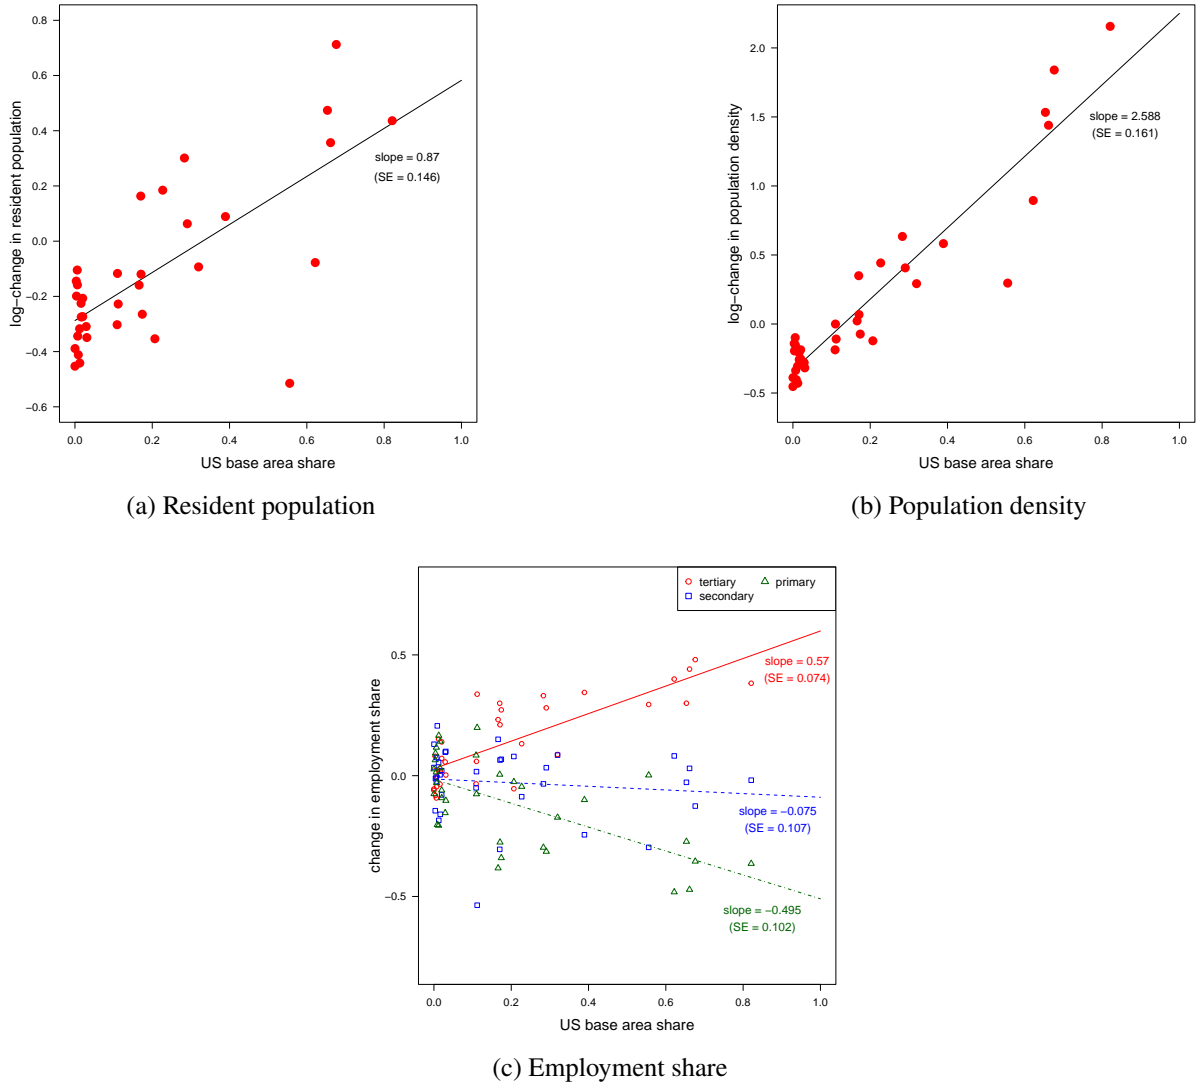 0.8
0.6
0.4
0.2
0.0
−0.2
−0.4
−0.6
log−change in resident population
slope = 0.87
(SE = 0.146)
0.0 0.2 0.4 0.6 0.8 1.0
US base area share
(a) Resident population
2.0
1.5
1.0
0.5
0.0
−0.5
log−change in population density
slope = 2.588
(SE = 0.161)
0.0 0.2 0.4 0.6 0.8 1.0
US base area share
(b) Population density
tertiary primary
secondary
0.5
0.0
−0.5
change in employment share
slope = 0.57
(SE = 0.074)
slope = −0.075
(SE = 0.107)
slope = −0.495
(SE = 0.102)
0.0 0.2 0.4 0.6 0.8 1.0
US base area share
(c) Employment share